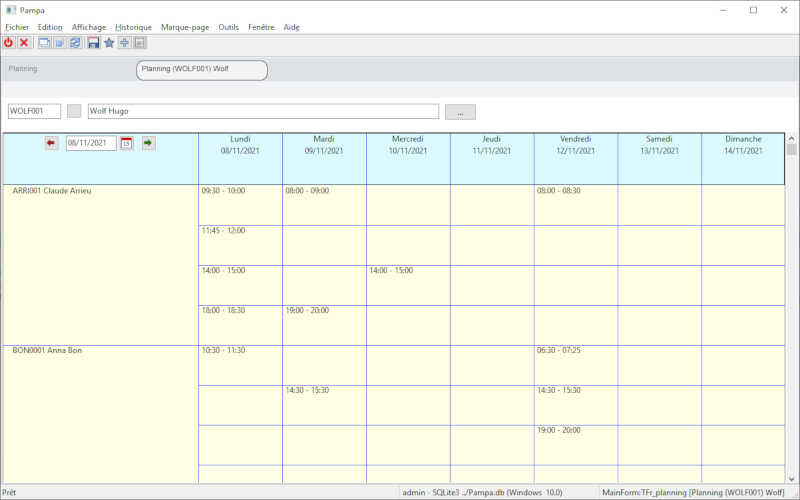 Pampa
Fichier Edition Affichage Historique Marque-page Outils Fenêtre Aide
Planning Planning (WOLF001) Wolf
WOLF001 Wolf Hugo ...
08/11/2021 15
Lundi Mardi Mercredi Jeudi Vendredi Samedi Dimanche
08/11/2021 09/11/2021 10/11/2021 11/11/2021 12/11/2021 13/11/2021 14/11/2021
ARRI001 Claude Arrieu 09:30 - 10:00 08:00 - 09:00 08:00 - 08:30
11:45 - 12:00
14:00 - 15:00 14:00 - 15:00
18:00 - 18:30 19:00 - 20:00
BON0001 Anna Bon 10:30 - 11:30 06:30 - 07:25
14:30 - 15:30 14:30 - 15:30
19:00 - 20:00
Prêt admin - SQLite3 ../Pampa.db (Windows 10.0) MainForm:TFr_planning [Planning (WOLF001) Wolf]